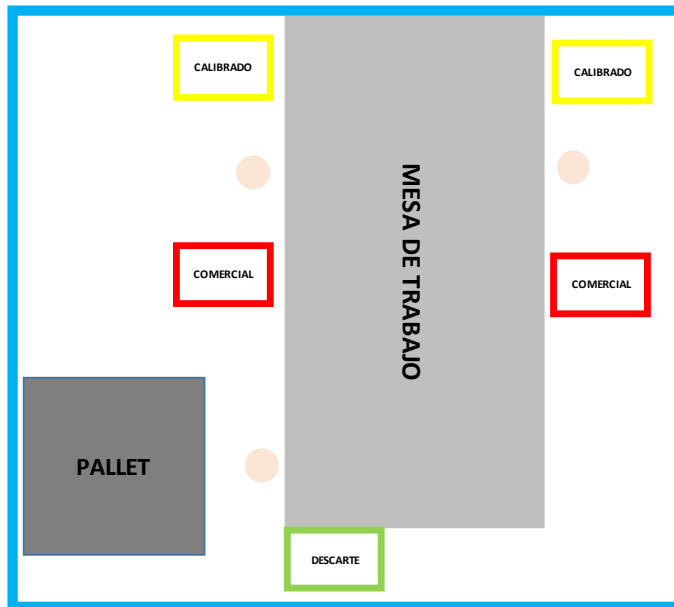 CALIBRADO
CALIBRADO
MESA DE TRABAJO
COMERCIAL
COMERCIAL
PALLET
DESCARTE